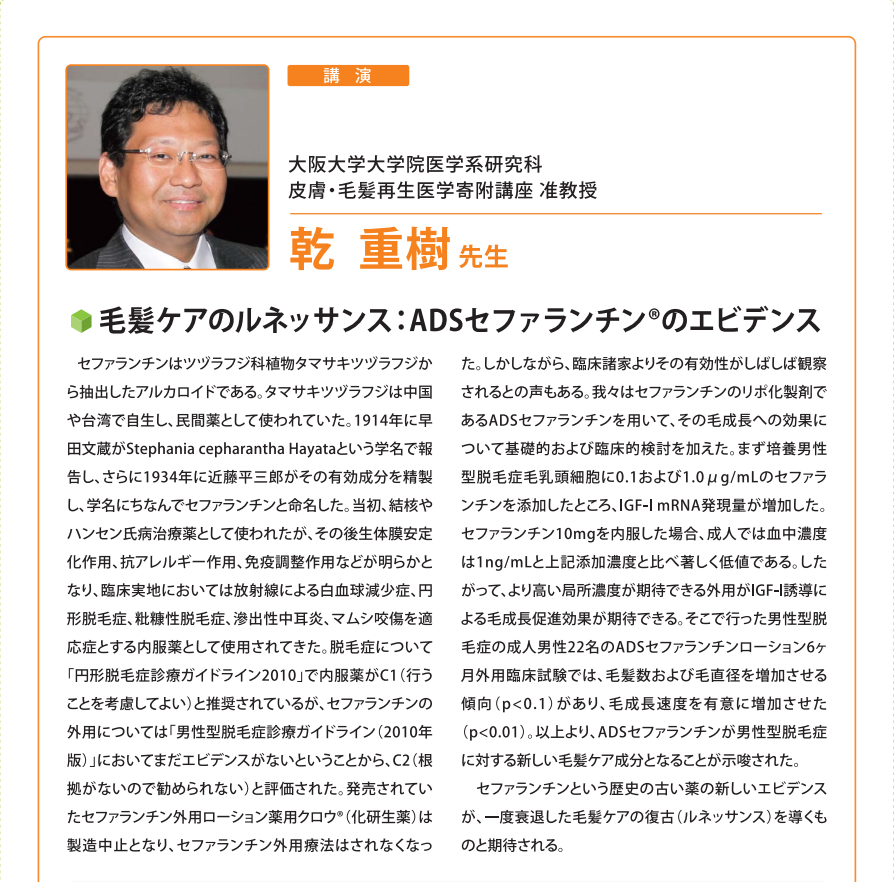 講 演
大阪大学大学院医学系研究科
皮膚・毛髪再生医学寄附講座 准教授
乾 重樹 先生
毛髪ケアのルネッサンス：ADSセファランチン®のエビデンス
セファランチンはツヅラフジ科植物タマサキツヅラフジか
ら抽出したアルカロイドである。タマサキツヅラフジは中国
や台湾で自生し、民間薬として使われていた。1914年に早
田文蔵がStephania cepharantha Hayataという学名で報
告し、さらに1934年に近藤平三郎がその有効成分を精製
し、学名にちなんでセファランチンと命名した。当初、結核や
ハンセン氏病治療薬として使われたが、その後生体膜安定
化作用、抗アレルギー作用、免疫調整作用などが明らかと
なり、臨床実地においては放射線による白血球減少症、円
形脱毛症、粃糠性脱毛症、滲出性中耳炎、マムシ咬傷を適
応症とする内服薬として使用されてきた。脱毛症について
「円形脱毛症診療ガイドライン2010」で内服薬がC1（行う
ことを考慮してよい）と推奨されているが、セファランチンの
外用については「男性型脱毛症診療ガイドライン（2010年
版）」においてまだエビデンスがないということから、C2（根
拠がないので勧められない）と評価された。発売されてい
たセファランチン外用ローション薬用クロウ®（化研生薬）は
製造中止となり、セファランチン外用療法はされなくなっ
た。しかしながら、臨床諸家よりその有効性がしばしば観察
されるとの声もある。我々はセファランチンのリポ化製剤で
あるADSセファランチンを用いて、その毛成長への効果に
ついて基礎的および臨床的検討を加えた。まず培養男性
型脱毛症毛乳頭細胞に0.1および1.0μg/mLのセファラ
ンチンを添加したところ、IGF-I mRNA発現量が増加した。
セファランチン10mgを内服した場合、成人では血中濃度
は1ng/mLと上記添加濃度と比べ著しく低値である。した
がって、より高い局所濃度が期待できる外用がIGF-I誘導に
よる毛成長促進効果が期待できる。そこで行った男性型脱
毛症の成人男性22名のADSセファランチンローション6ヶ
月外用臨床試験では、毛髪数および毛直径を増加させる
傾向（p<0.1）があり、毛成長速度を有意に増加させた
（p<0.01）。以上より、ADSセファランチンが男性型脱毛症
に対する新しい毛髪ケア成分となることが示唆された。
セファランチンという歴史の古い薬の新しいエビデンス
が、一度衰退した毛髪ケアの復古（ルネッサンス）を導くも
のと期待される。